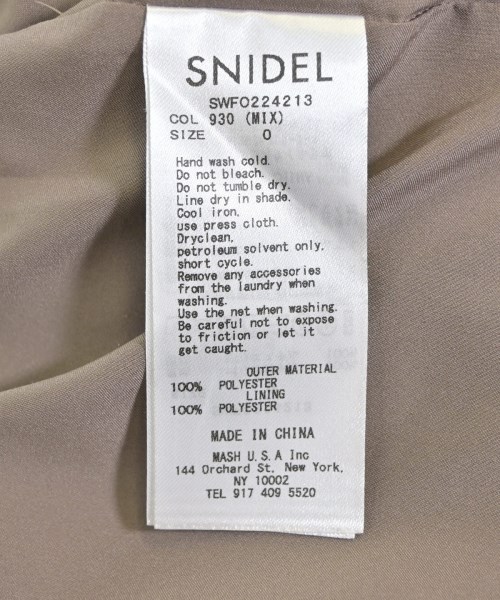 SNIDEL
SWFO224213
COL 930 (MIX)
SIZE 0
Hand wash cold.
Do not bleach.
Do not tumble dry.
Line dry in shade.
Cool iron,
use press cloth.
Dryclean,
petroleum solvent only,
short cycle.
Remove any accessories
from the laundry when
washing.
Use the net when washing.
Be careful not to expose
to friction or let it
get caught.
OUTER MATERIAL
100% POLYESTER
LINING
100% POLYESTER
MADE IN CHINA
MASH U.S.A Inc
144 Orchard St. New York,
NY 10002
TEL 917 409 5520